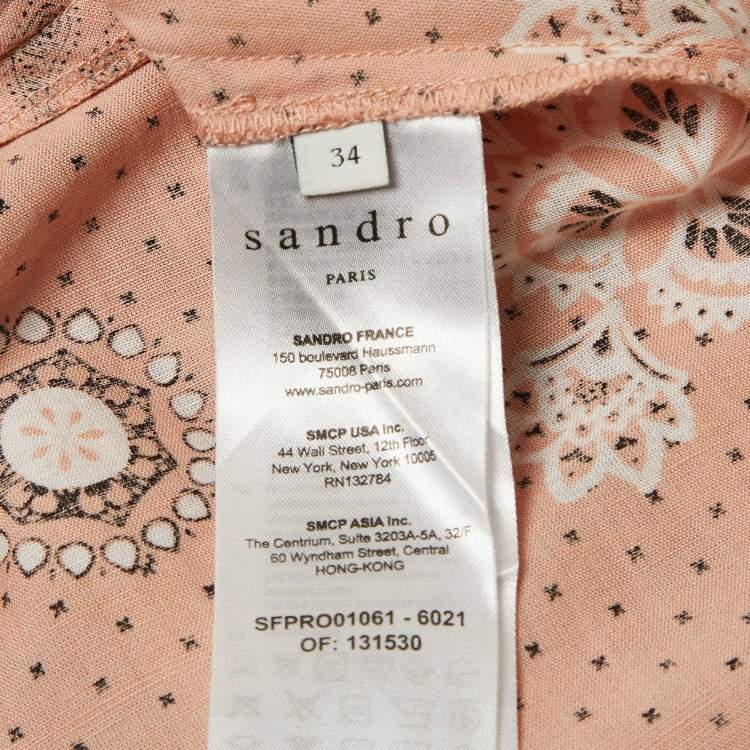 34
sandro
PARIS
SANDRO FRANCE
150 boulevard Haussmann
75008 Paris
www.sandro-paris.com
SMCP USA Inc.
44 Wall Street, 12th Floor
New York, New York 10005
RN132784
SMCP ASIA Inc.
The Centrium, Suite 3203A-5A, 32/F
60 Wyndham Street, Central
HONG-KONG
SFPRO01061 - 6021
OF: 131530